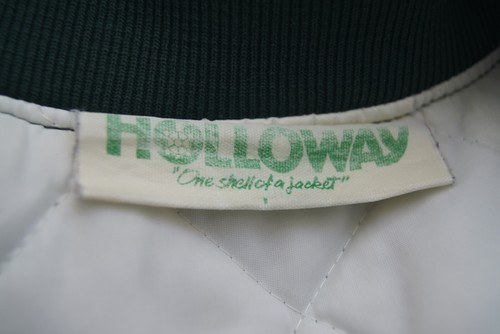 HOLLOWAY
"One shell of a jacket"